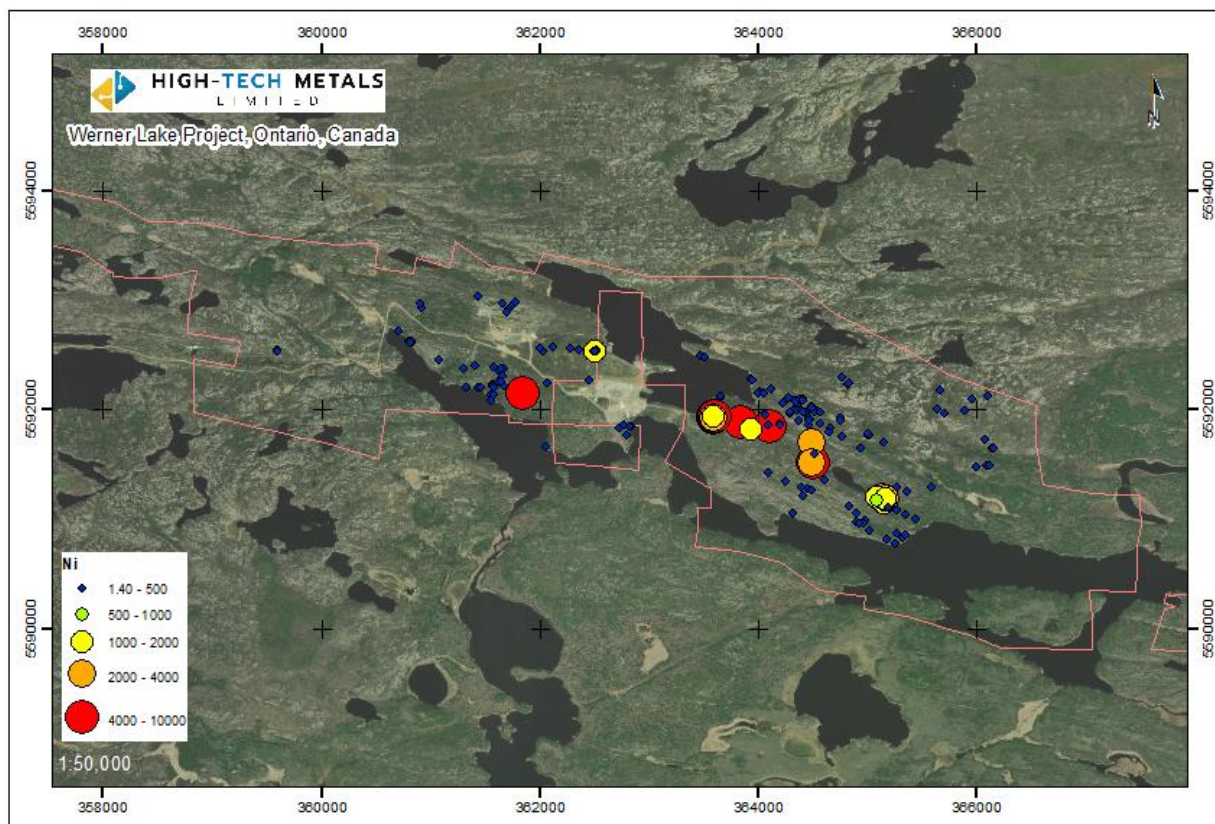 358000 360000 362000 364000 366000
HIGH-TECH METALS
LIMITED
Werner Lake Project, Ontario, Canada
N
5594000 5594000
5592000 5592000
5590000 5590000
Ni
1.40 - 500
500 - 1000
1000 - 2000
2000 - 4000
4000 - 10000
1:50,000
358000 360000 362000 364000 366000